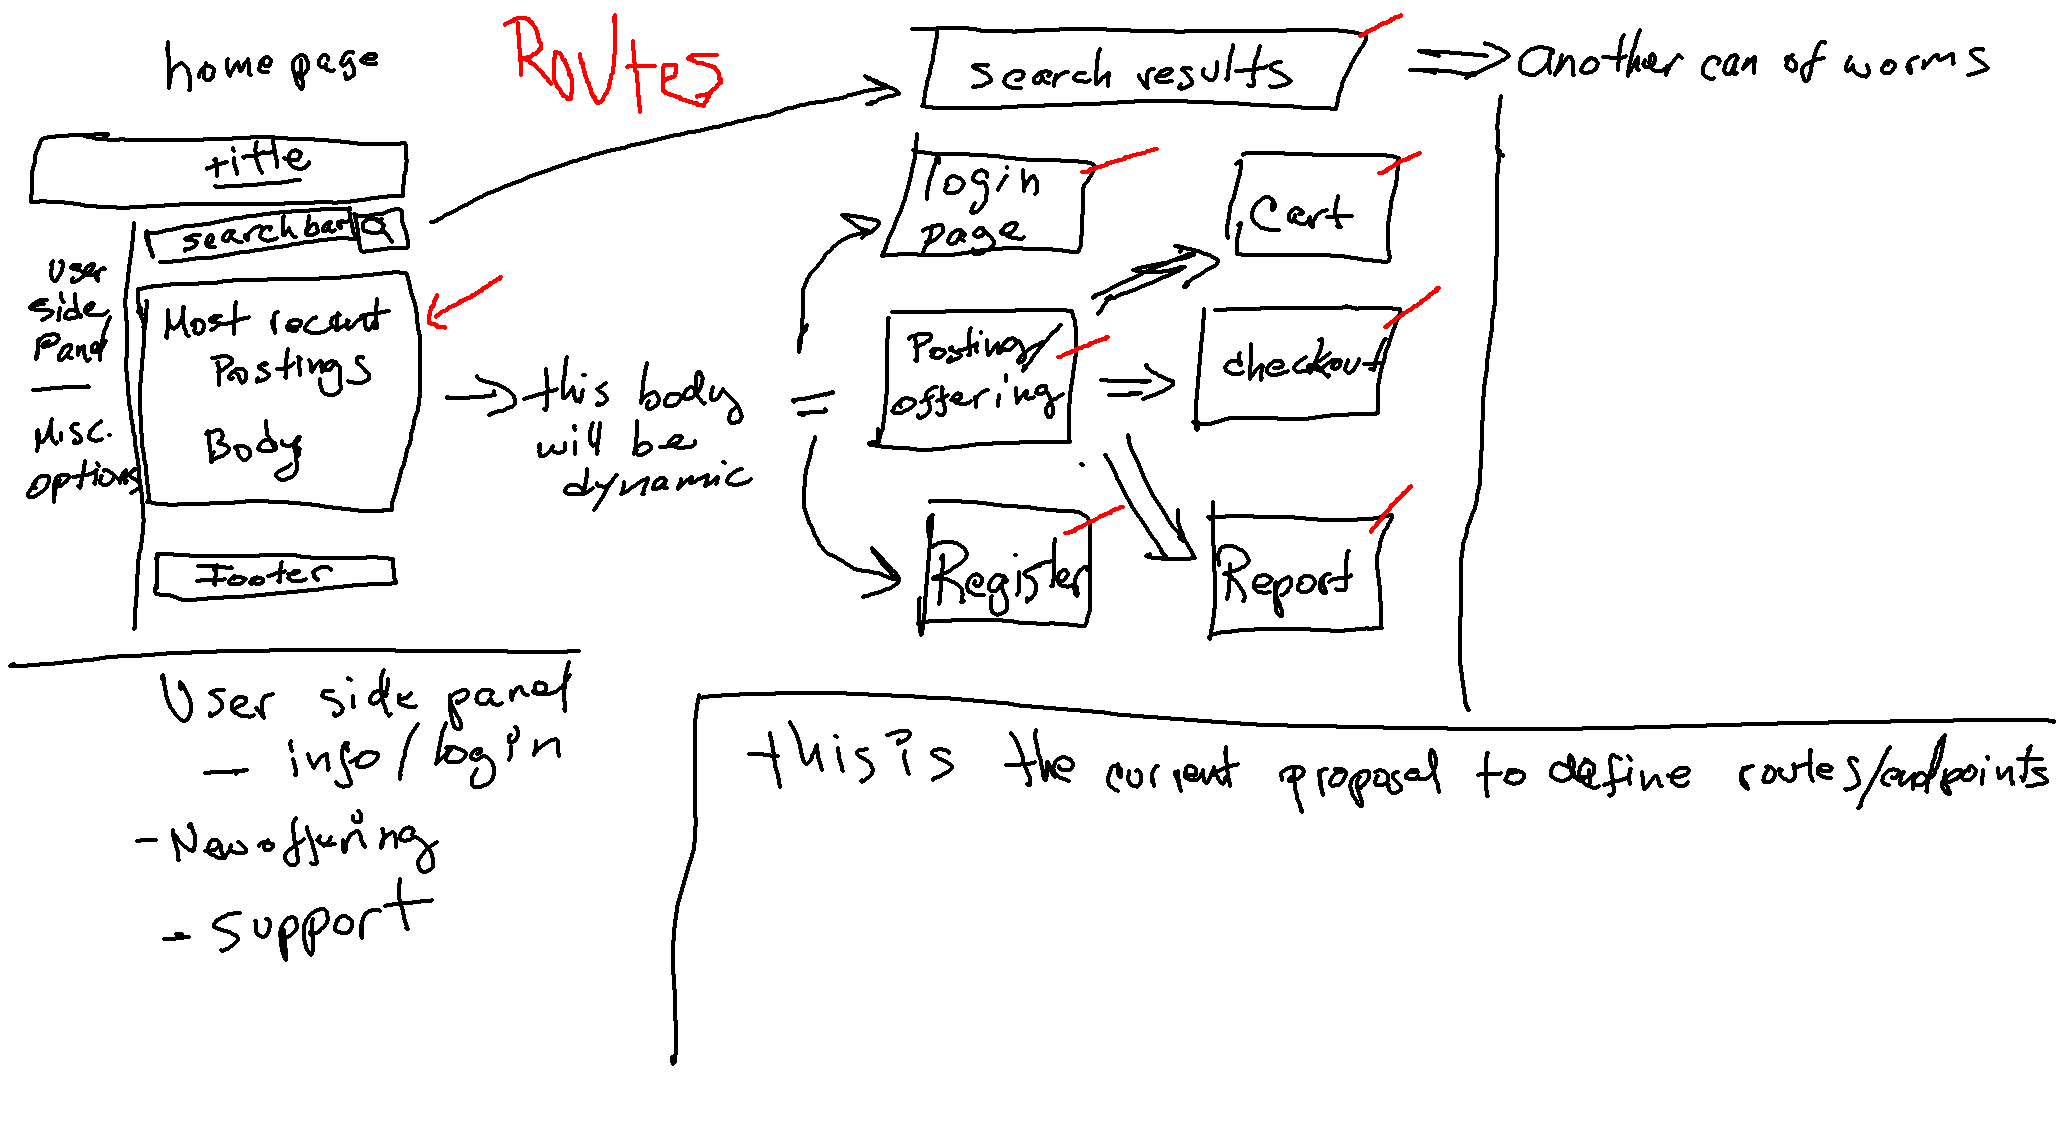 home page
Routes
title
searchbar
User
side
Panel
Misc.
options
Most recent
Postings
Body
Footer
this body
will be
dynamic
=
search results
another can of worms
login
page
Cart
Posting/
offering
checkout
Register
Report
User side panel
- info/login
- New offering
- support
this is the current proposal to define routes/endpoints